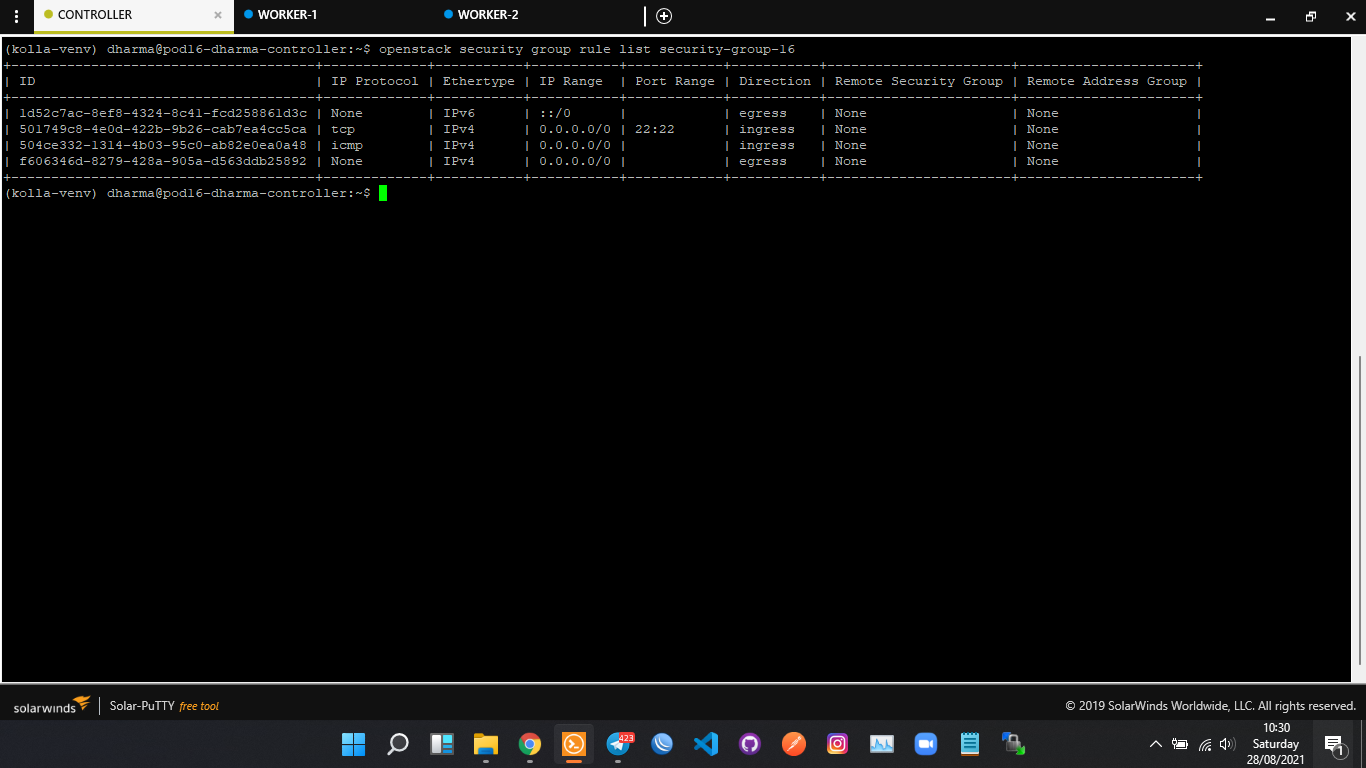 CONTROLLER × WORKER-1 WORKER-2
(kolla-venv) dharma@pod16-dharma-controller:~$ openstack security group rule list security-group-16
+--------------------------------------+-------------+-----------+-----------+------------+-----------+-----------------------+----------------------+
| ID | IP Protocol | Ethertype | IP Range | Port Range | Direction | Remote Security Group | Remote Address Group |
+--------------------------------------+-------------+-----------+-----------+------------+-----------+-----------------------+----------------------+
| 1d52c7ac-8ef8-4324-8c41-fcd258861d3c | None | IPv6 | ::/0 | | egress | None | None |
| 501749c8-4e0d-422b-9b26-cab7ea4cc5ca | tcp | IPv4 | 0.0.0.0/0 | 22:22 | ingress | None | None |
| 504ce332-1314-4b03-95c0-ab82e0ea0a48 | icmp | IPv4 | 0.0.0.0/0 | | ingress | None | None |
| f606346d-8279-428a-905a-d563ddb25892 | None | IPv4 | 0.0.0.0/0 | | egress | None | None |
+--------------------------------------+-------------+-----------+-----------+------------+-----------+-----------------------+----------------------+
(kolla-venv) dharma@pod16-dharma-controller:~$
solarwinds | Solar-PuTTY free tool © 2019 SolarWinds Worldwide, LLC. All rights reserved.
423
10:30
Saturday
28/08/2021
1